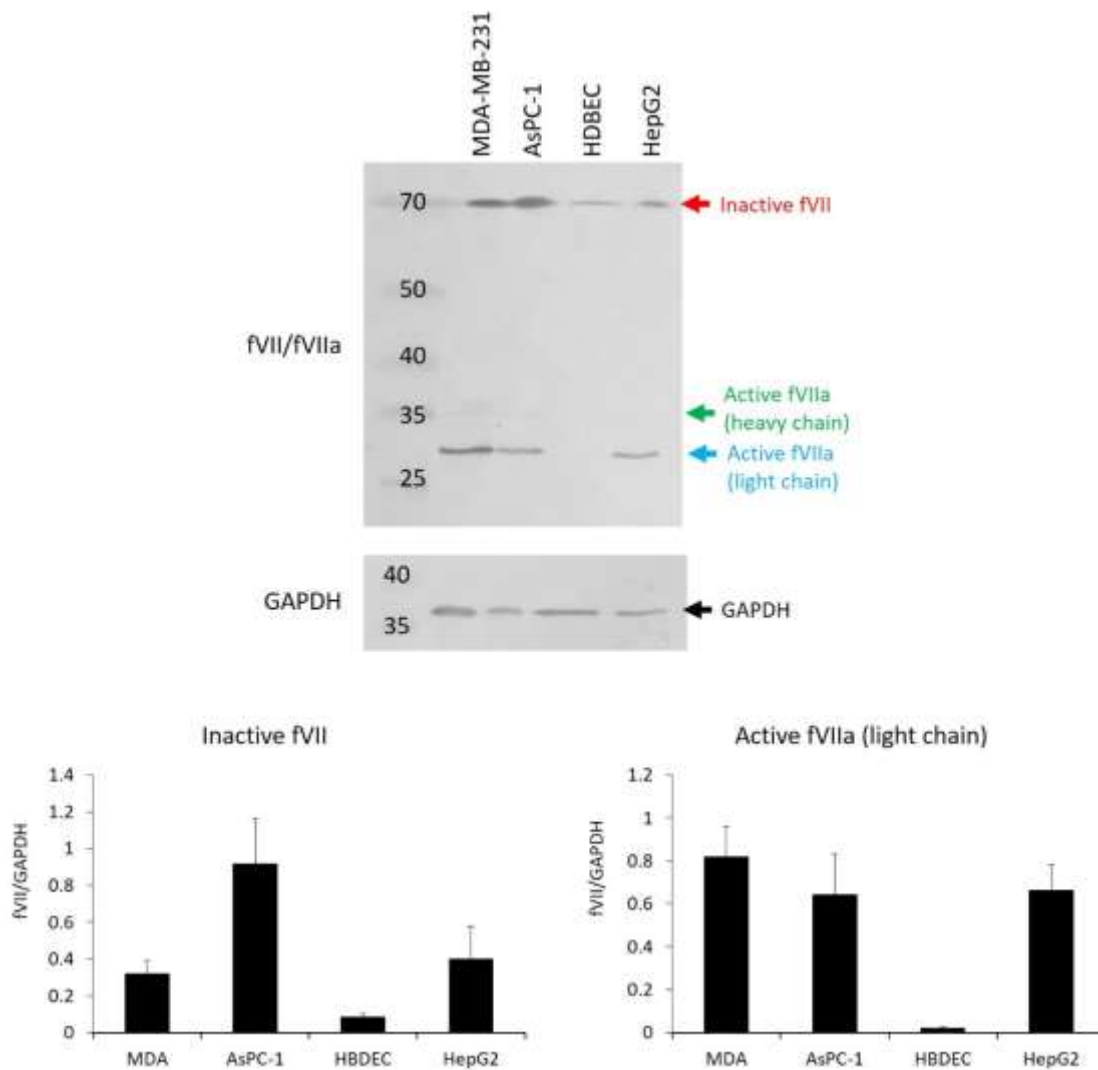 MDA-MB-231
AsPC-1
HDBEC
HepG2
70
50
40
35
25
fVII/fVIIa
Inactive fVII
Active fVIIa
(heavy chain)
Active fVIIa
(light chain)
GAPDH
40
35
GAPDH
Inactive fVII
fVII/GAPDH
1.4
1.2
1
0.8
0.6
0.4
0.2
0
MDA
AsPC-1
HBDEC
HepG2
Active fVIIa (light chain)
fVII/GAPDH
1.2
1
0.8
0.6
0.4
0.2
0
MDA
AsPC-1
HBDEC
HepG2